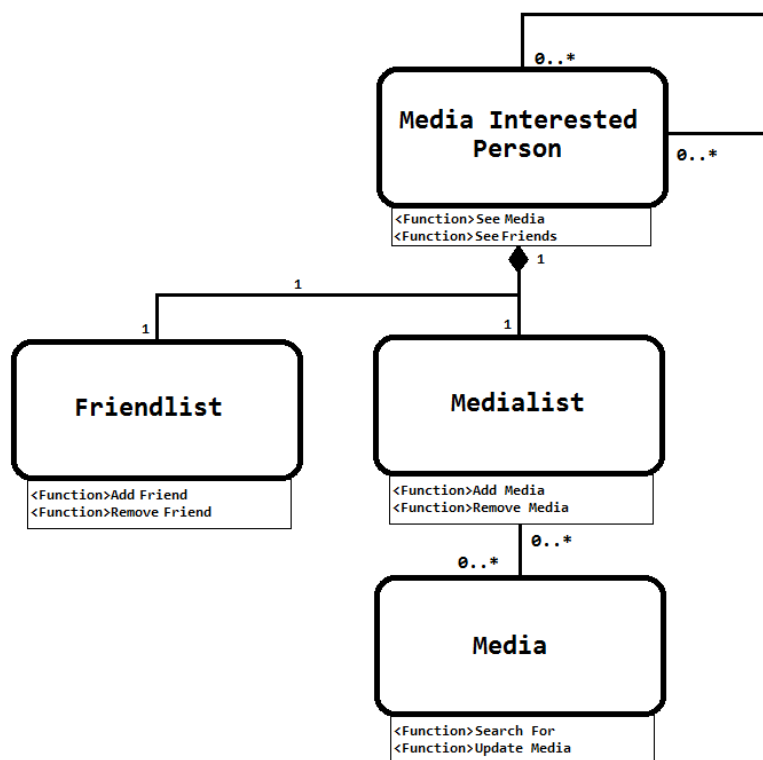 0..*
Media Interested
Person
0..*
<Function>See Media
<Function>See Friends
1
1
1
1
Friendlist
Medialist
<Function>Add Friend
<Function>Remove Friend
<Function>Add Media
<Function>Remove Media
0..*
0..*
Media
<Function>Search For
<Function>Update Media